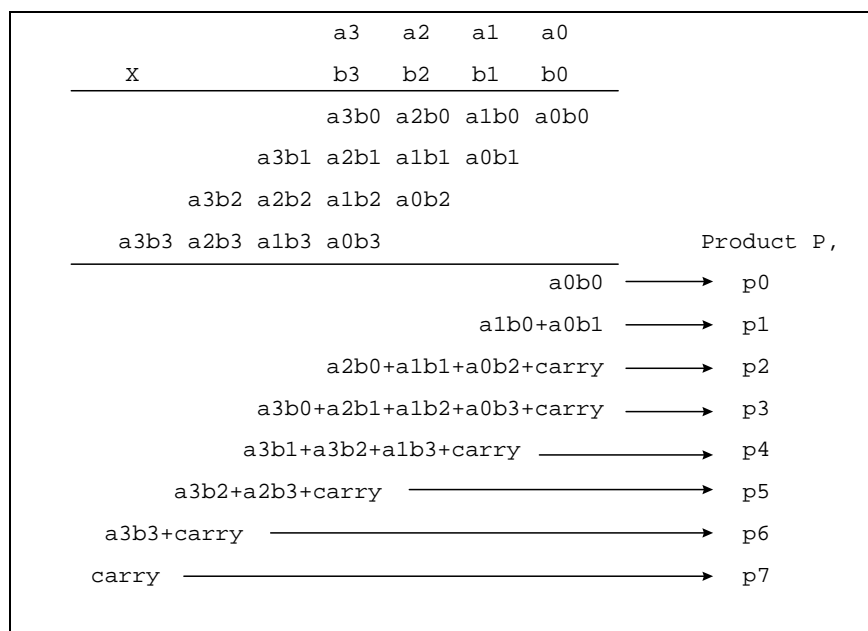 a3 a2 a1 a0
X b3 b2 b1 b0
a3b0 a2b0 a1b0 a0b0
a3b1 a2b1 a1b1 a0b1
a3b2 a2b2 a1b2 a0b2
a3b3 a2b3 a1b3 a0b3 Product P,
a0b0 p0
a1b0+a0b1 p1
a2b0+a1b1+a0b2+carry p2
a3b0+a2b1+a1b2+a0b3+carry p3
a3b1+a3b2+a1b3+carry p4
a3b2+a2b3+carry p5
a3b3+carry p6
carry p7